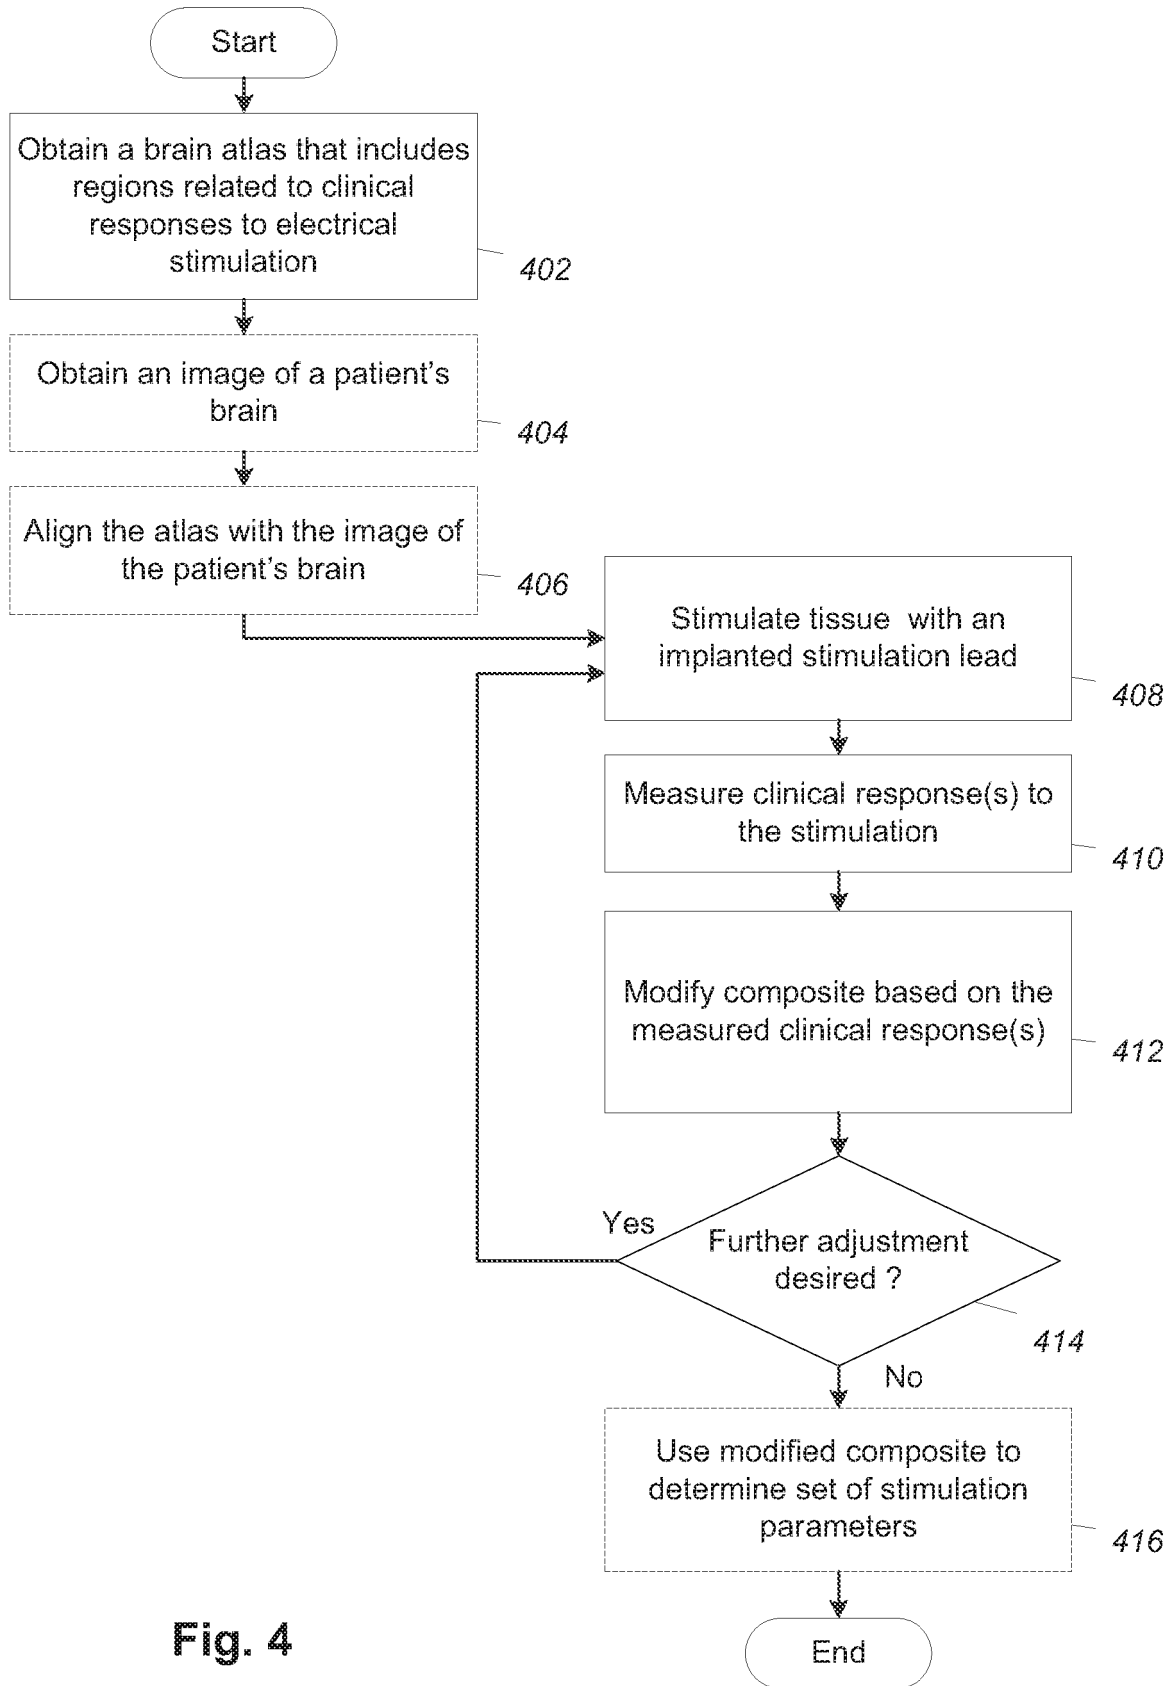 Start
Obtain a brain atlas that includes
regions related to clinical
responses to electrical
stimulation
402
Obtain an image of a patient's
brain
404
Align the atlas with the image of
the patient's brain
406
Stimulate tissue with an
implanted stimulation lead
408
Measure clinical response(s) to
the stimulation
410
Modify composite based on the
measured clinical response(s)
412
Yes
Further adjustment
desired ?
414
No
Use modified composite to
determine set of stimulation
parameters
416
End
Fig. 4